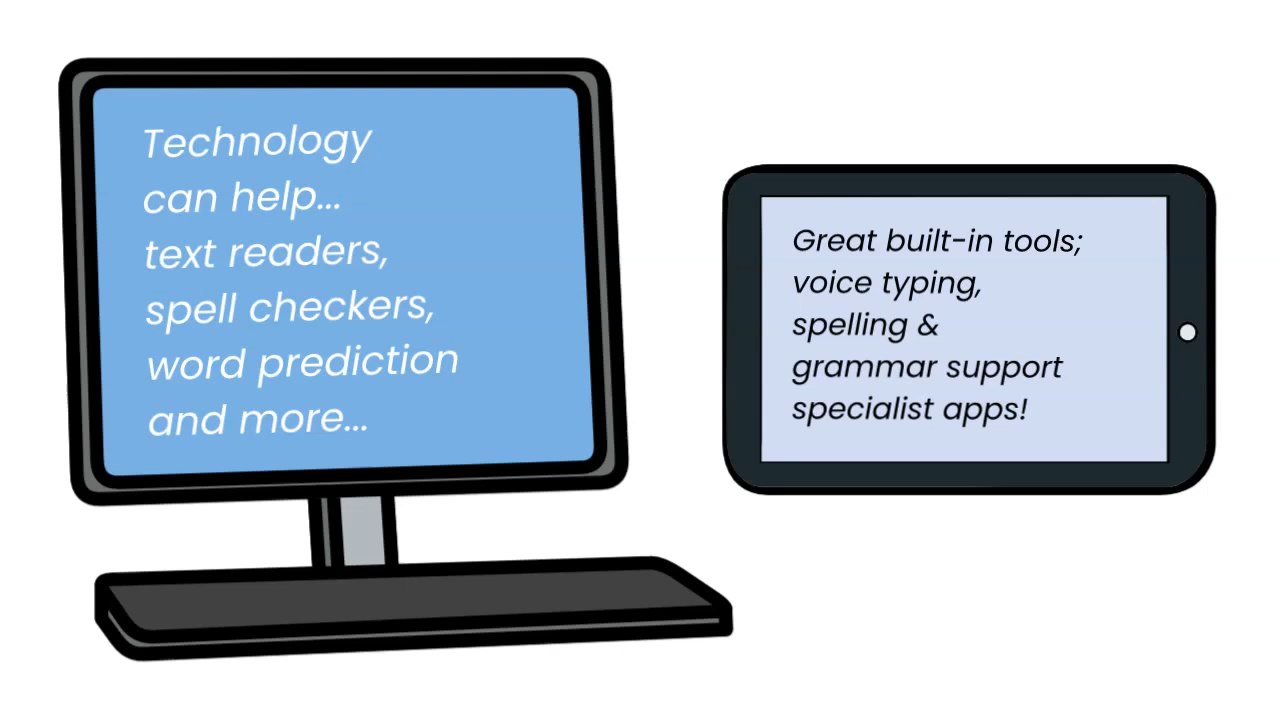 Technology
can help...
text readers,
spell checkers,
word prediction
and more...
Great built-in tools;
voice typing,
spelling &
grammar support
specialist apps!